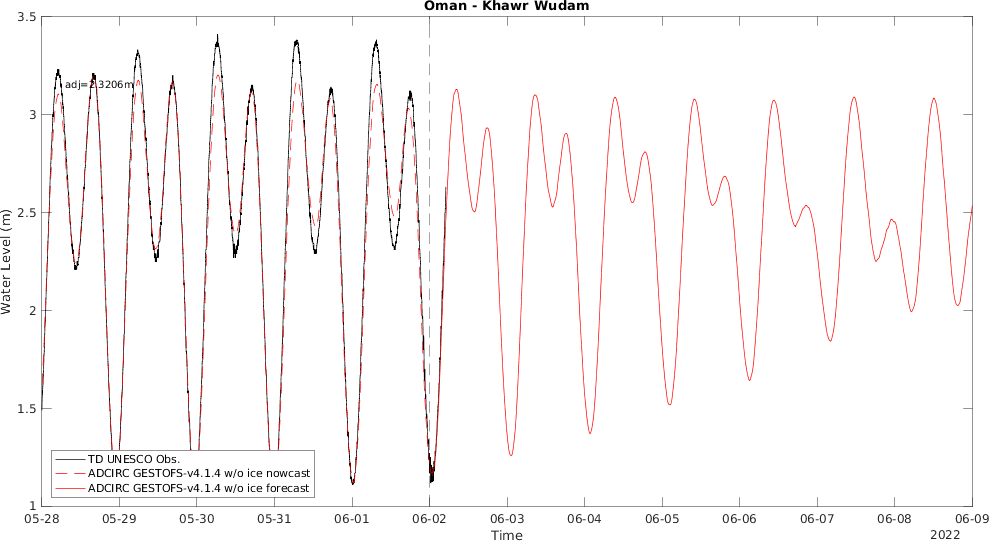 Oman - Khawr Wudam
3.5
3
2.5
2
1.5
1
Water Level (m)
adj=2.3206m
TD UNESCO Obs.
ADCIRC GESTOFS-v4.1.4 w/o ice nowcast
ADCIRC GESTOFS-v4.1.4 w/o ice forecast
05-28 05-29 05-30 05-31 06-01 06-02 06-03 06-04 06-05 06-06 06-07 06-08 06-09
Time
2022